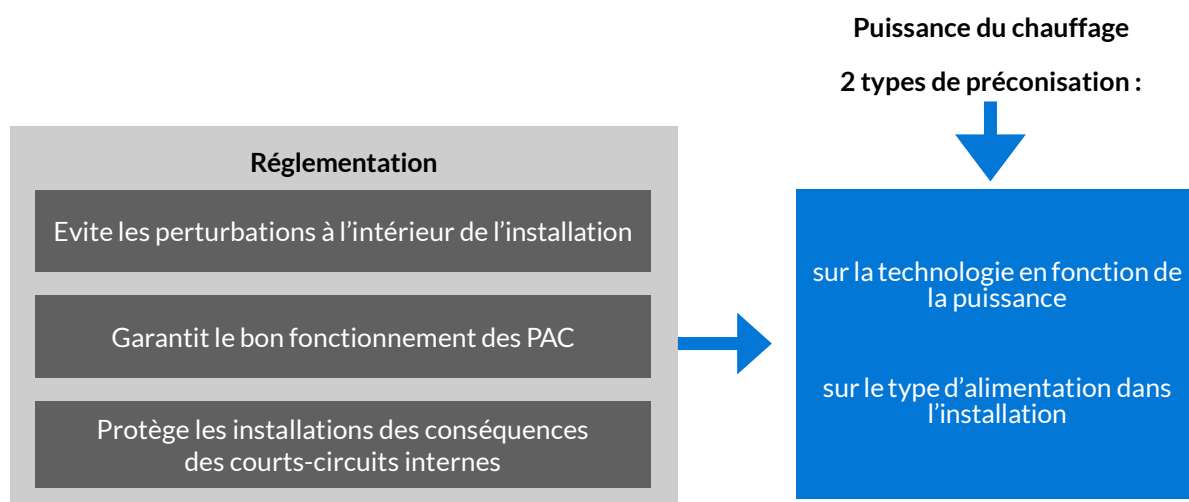 Puissance du chauffage
2 types de préconisation :
Réglementation
Evite les perturbations à l’intérieur de l’installation
Garantit le bon fonctionnement des PAC
Protège les installations des conséquences
des courts-circuits internes
sur la technologie en fonction de
la puissance
sur le type d’alimentation dans
l’installation